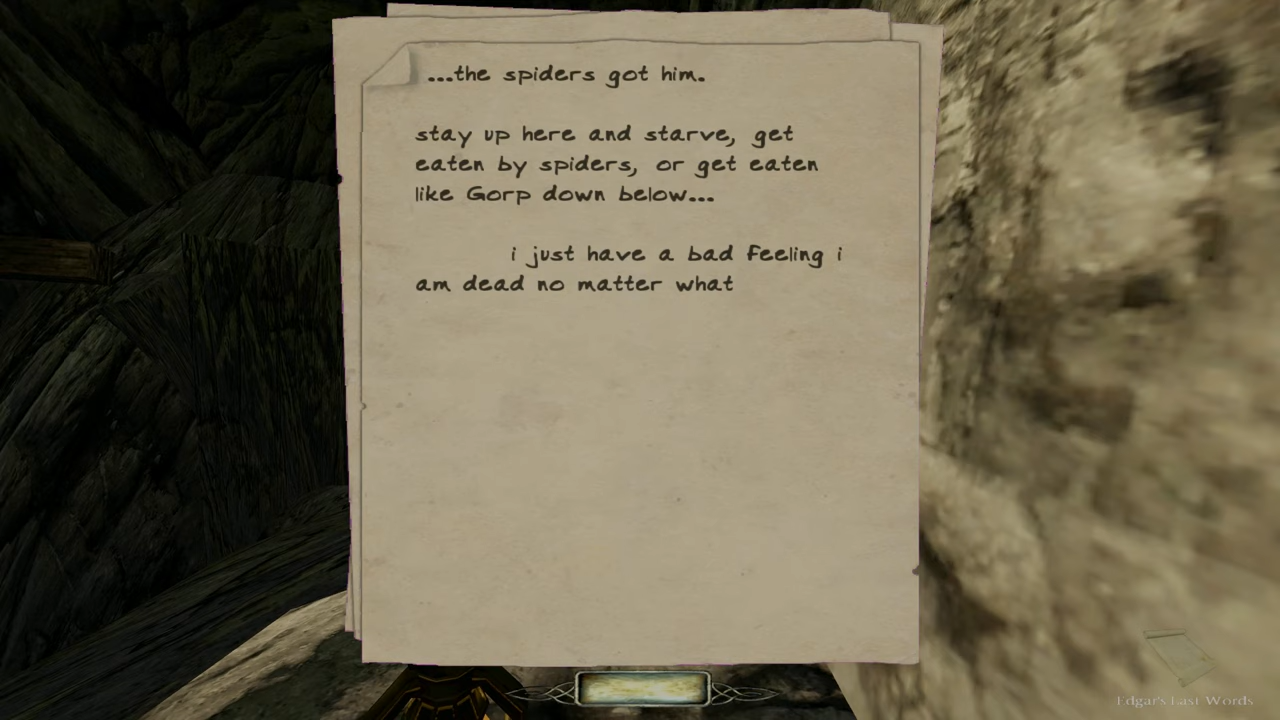 ...the spiders got him.
stay up here and starve, get
eaten by spiders, or get eaten
like Gorp down below...
i just have a bad feeling i
am dead no matter what
Edgar's Last Words